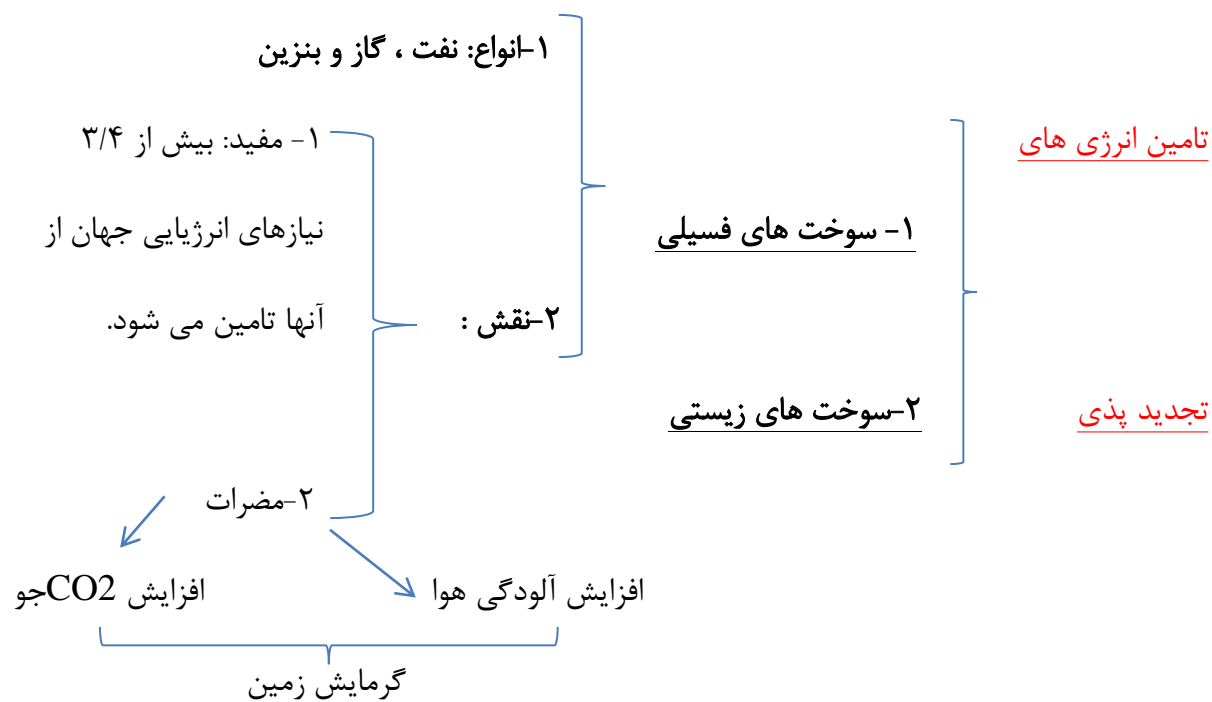 تامین انرژی های
تجدید پذی
۱- سوخت های فسیلی
۲-سوخت های زیستی
۱-انواع: نفت ، گاز و بنزین
۲-نقش :
۱- مفید: بیش از ۳/۴
نیازهای انرژیایی جهان از
آنها تامین می شود.
۲-مضرات
افزایش آلودگی هوا
افزایش CO2جو
گرمایش زمین